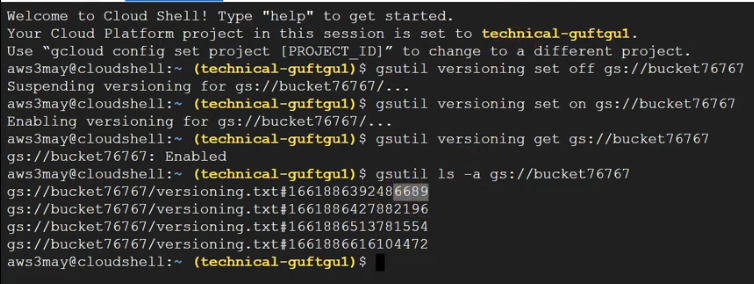 Welcome to Cloud Shell! Type "help" to get started.
Your Cloud Platform project in this session is set to technical-guftgu1.
Use “gcloud config set project [PROJECT_ID]” to change to a different project.
aws3may@cloudshell:~ (technical-guftgu1)$ gsutil versioning set off gs://bucket76767
Suspending versioning for gs://bucket76767/...
aws3may@cloudshell:~ (technical-guftgu1)$ gsutil versioning set on gs://bucket76767
Enabling versioning for gs://bucket76767/...
aws3may@cloudshell:~ (technical-guftgu1)$ gsutil versioning get gs://bucket76767
gs://bucket76767: Enabled
aws3may@cloudshell:~ (technical-guftgu1)$ gsutil ls -a gs://bucket76767
gs://bucket76767/versioning.txt#1661886392486689
gs://bucket76767/versioning.txt#1661886427882196
gs://bucket76767/versioning.txt#1661886513781554
gs://bucket76767/versioning.txt#1661886616104472
aws3may@cloudshell:~ (technical-guftgu1)$